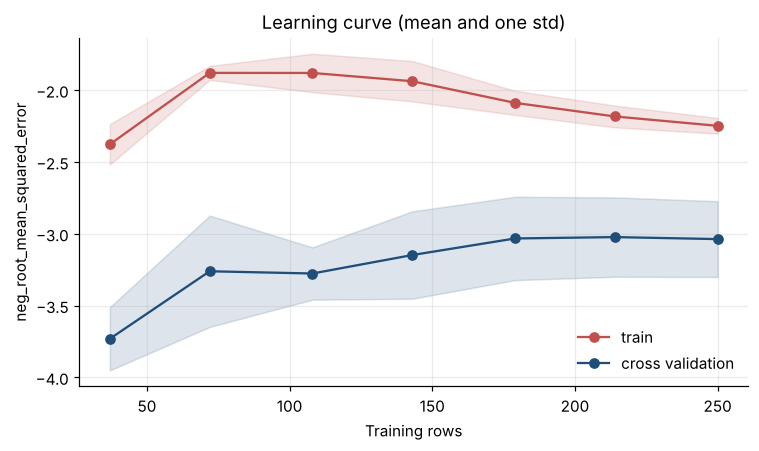 Learning curve (mean and one std)
neg_root_mean_squared_error
−2.0
−2.5
−3.0
−3.5
−4.0
train
cross validation
50
100
150
200
250
Training rows